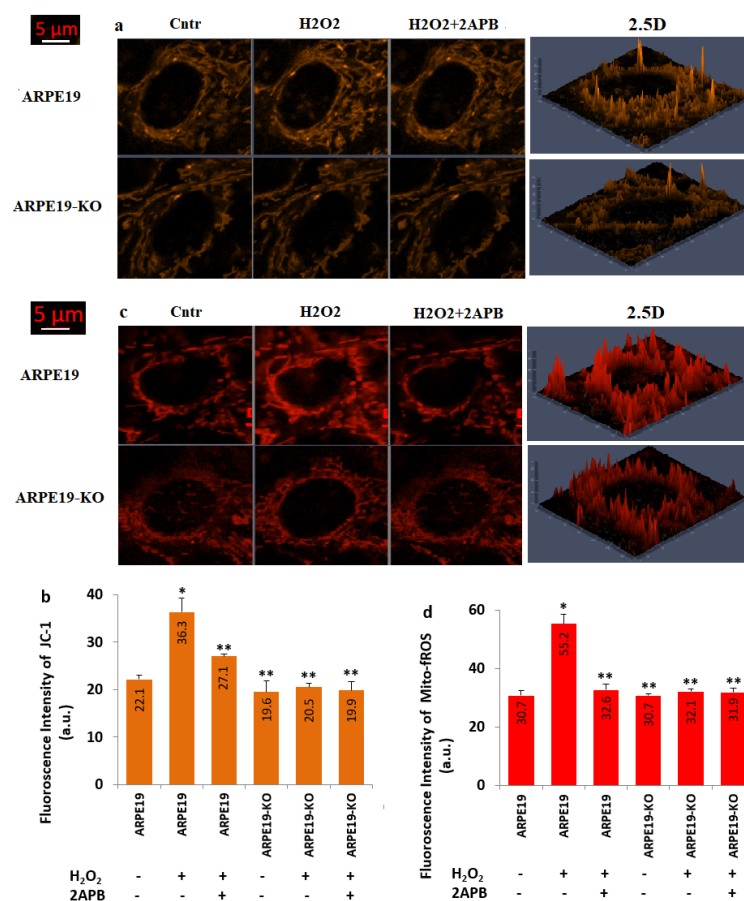 5 μm
a
Cntr
H2O2
H2O2+2APB
2.5D
ARPE19
ARPE19-KO
5 μm
c
Cntr
H2O2
H2O2+2APB
2.5D
ARPE19
ARPE19-KO
b
Fluoroscence Intensity of JC-1
(a.u.)
40
30
20
10
0
*
**
**
**
**
22.1
36.3
27.1
19.6
20.5
19.9
ARPE19
ARPE19
ARPE19
ARPE19-KO
ARPE19-KO
ARPE19-KO
H2O2 - + + - + +
2APB - + - +
d
Fluoroscence Intensity of Mito-fROS
(a.u.)
60
40
20
0
*
**
**
**
**
30.7
55.2
32.6
30.7
32.1
31.9
ARPE19
ARPE19
ARPE19
ARPE19-KO
ARPE19-KO
ARPE19-KO
H2O2 - + + - + +
2APB - + - +